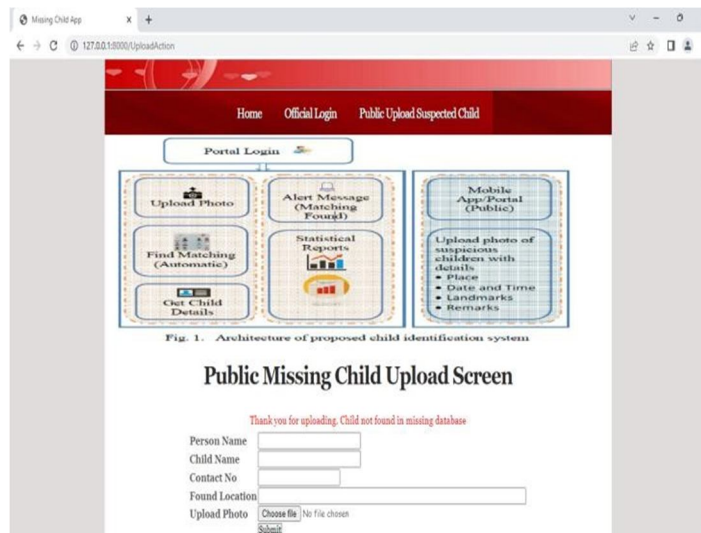 Missing Child App
127.0.0.1:8000/UploadAction
Home Official Login Public Upload Suspected Child
Portal Login
Upload Photo
Find Matching
(Automatic)
Get Child
Details
Alert Message
(Matching
Found)
Statistical
Reports
Mobile
App/Portal
(Public)
Upload photo of
suspicious
children with
details
• Place
• Date and Time
• Landmarks
• Remarks
Fig. 1. Architecture of proposed child identification system
Public Missing Child Upload Screen
Thank you for uploading. Child not found in missing database
Person Name
Child Name
Contact No
Found Location
Upload Photo Choose file No file chosen
Submit